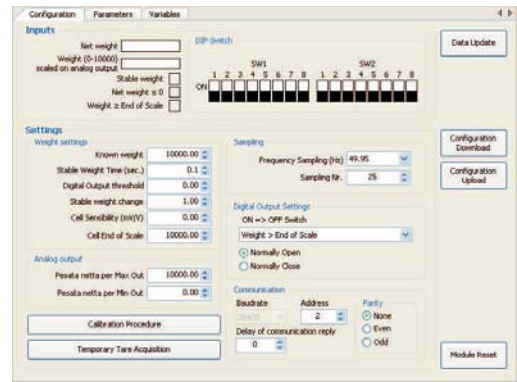 Configuration Parameters Variables
Inputs
Net weight
Weight (0-10000)
scaled on analog output
Stable weight
Net weight ≤ 0
Weight ≥ End of Scale
DIP-Switch
SW1
1 2 3 4 5 6 7 8
ON
SW2
1 2 3 4 5 6 7 8
Data Update
Settings
Weight settings
Known weight 10000.00
Stable Weight Time (sec.) 0.1
Digital Output threshold 0.00
Stable weight change 1.00
Cell Sensibility (mV/V) 0.00
Cell End of Scale 10000.00
Analog output
Pesata netta per Max Out 10000.00
Pesata netta per Min Out 0.00
Calibration Procedure
Temporary Tare Acquisition
Sampling
Frequency Sampling (Hz) 49.95
Sampling Nr. 25
Digital Output Settings
ON => OFF Switch
Weight > End of Scale
Normally Open
Normally Close
Communication
Baudrate Address Parity
38400 2 None
Even
Odd
Delay of communication reply
0
Configuration
Download
Configuration
Upload
Module Reset